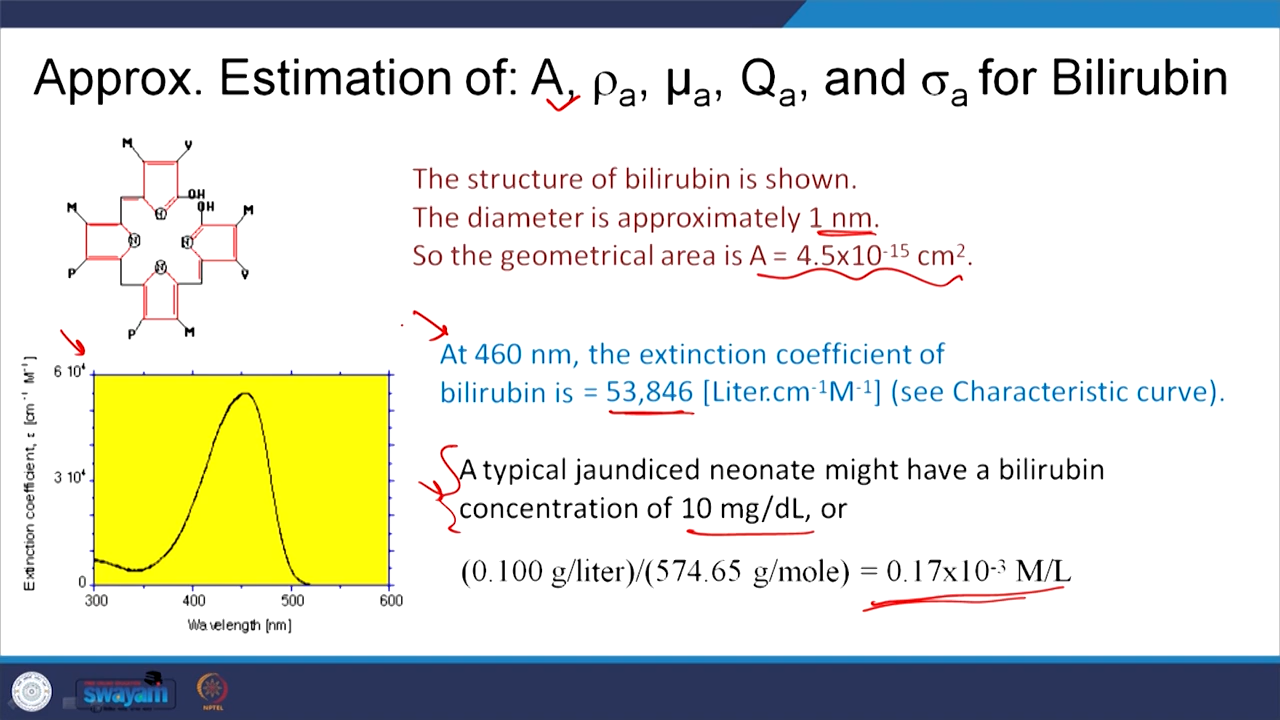 Approx. Estimation of: A, ρₐ, μₐ, Qₐ, and σₐ for Bilirubin
M V
OH
M OH M
H
H H
H
P V
P M
The structure of bilirubin is shown.
The diameter is approximately 1 nm.
So the geometrical area is A = 4.5x10⁻¹⁵ cm².
At 460 nm, the extinction coefficient of
bilirubin is = 53,846 [Liter.cm⁻¹M⁻¹] (see Characteristic curve).
A typical jaundiced neonate might have a bilirubin
concentration of 10 mg/dL, or
(0.100 g/liter)/(574.65 g/mole) = 0.17x10⁻³ M/L
Extinction coefficient, ε [cm⁻¹ M⁻¹]
6 10⁴
3 10⁴
0
300 400 500 600
Wavelength [nm]
swayam
NPTEL